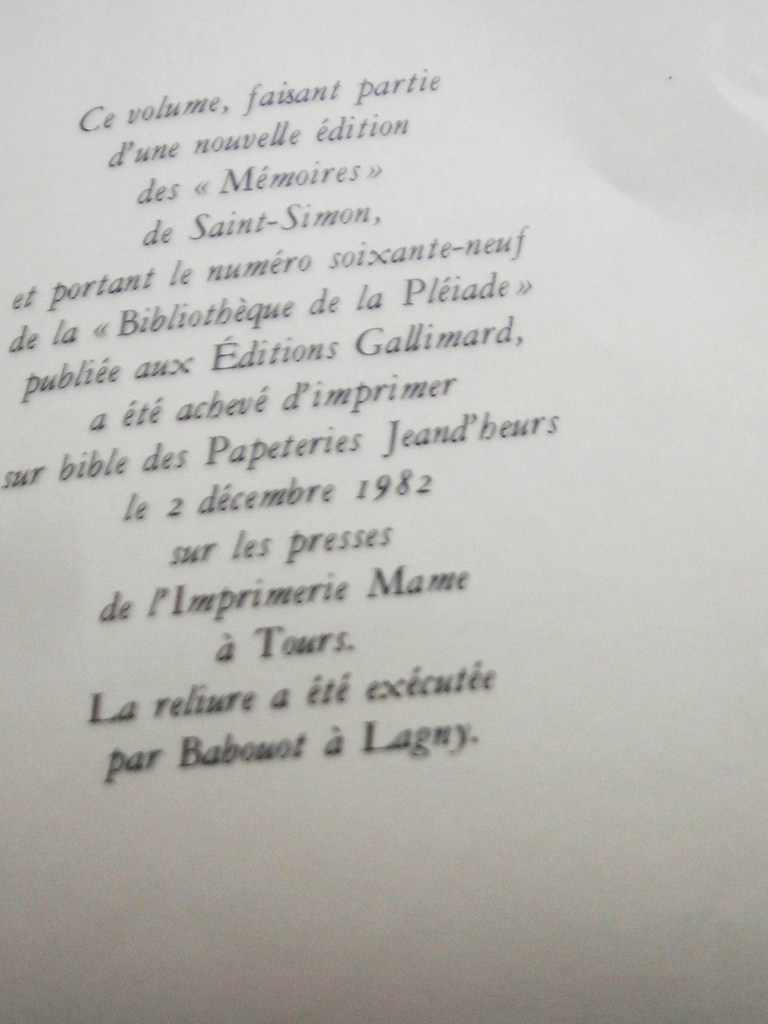 Ce volume, faisant partie
d'une nouvelle édition
des « Mémoires »
de Saint-Simon,
et portant le numéro soixante-neuf
de la « Bibliothèque de la Pléiade »
publiée aux Éditions Gallimard,
a été achevé d'imprimer
sur bible des Papeteries Jeand'heurs
le 2 décembre 1982
sur les presses
de l'Imprimerie Mame
à Tours.
La reliure a été exécutée
par Babouot à Lagny.